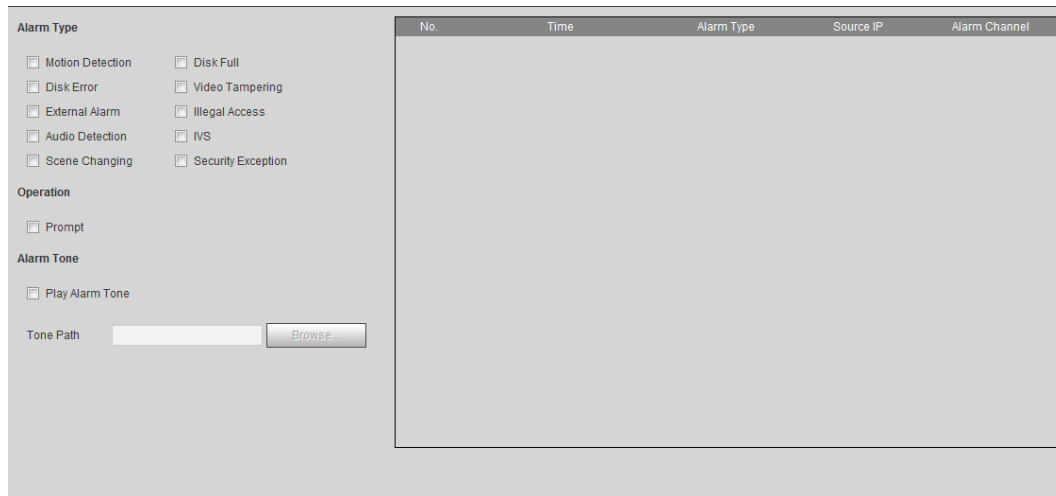 Alarm Type
Motion Detection Disk Full
Disk Error Video Tampering
External Alarm Illegal Access
Audio Detection IVS
Scene Changing Security Exception
Operation
Prompt
Alarm Tone
Play Alarm Tone
Tone Path Browse...
No. Time Alarm Type Source IP Alarm Channel